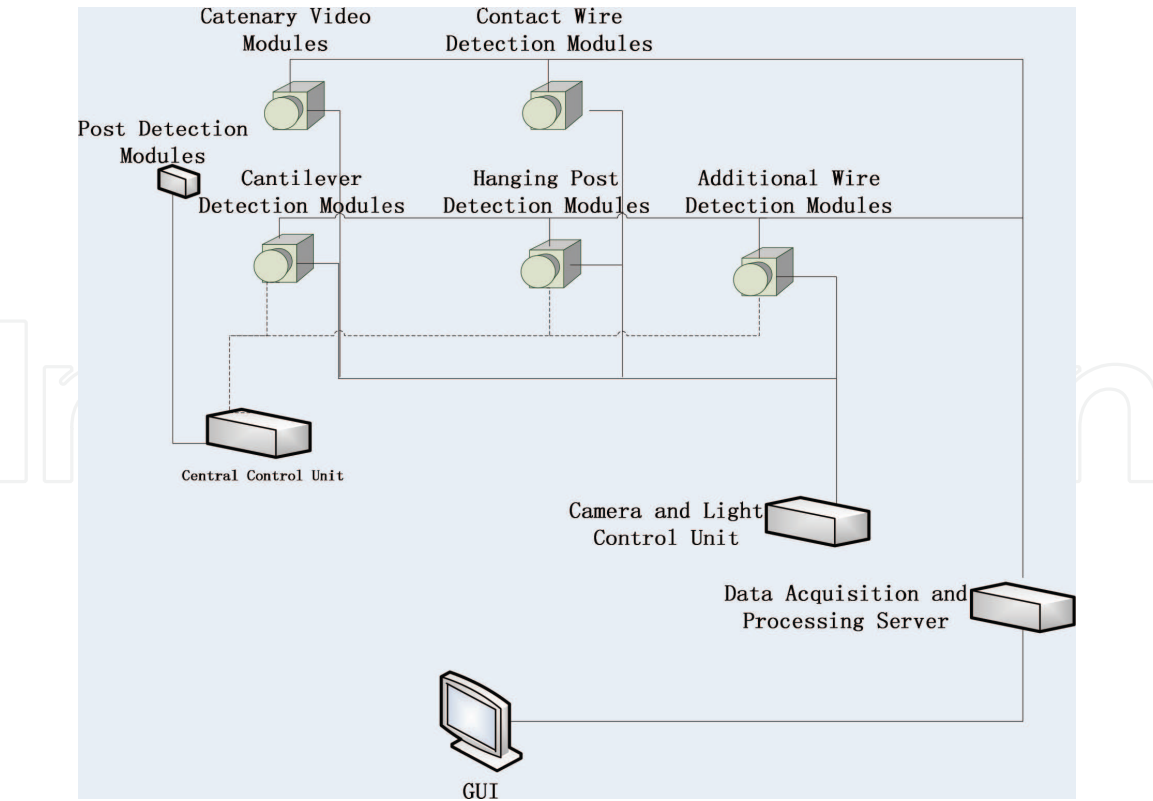 Catenary Video
Modules
Contact Wire
Detection Modules
Post Detection
Modules
Cantilever
Detection Modules
Hanging Post
Detection Modules
Additional Wire
Detection Modules
Central Control Unit
Camera and Light
Control Unit
Data Acquisition and
Processing Server
GUI